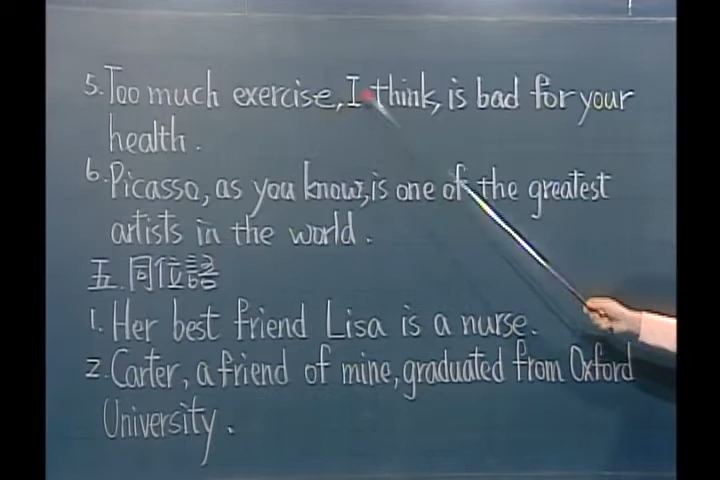 5. Too much exercise, I think, is bad for your
health.
6. Picasso, as you know, is one of the greatest
artists in the world.
五. 同位語
1. Her best friend Lisa is a nurse.
2. Carter, a friend of mine, graduated from Oxford
University.